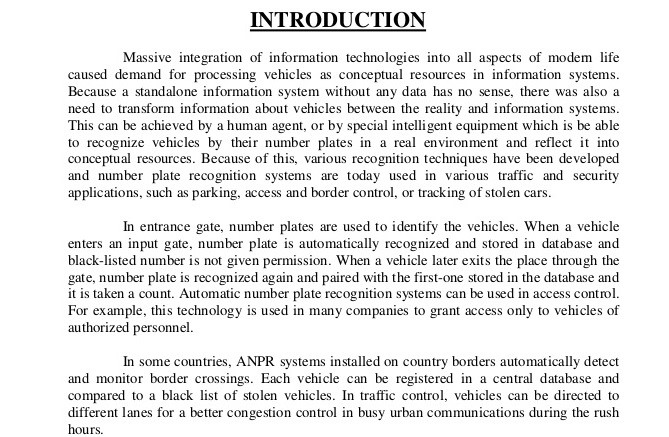 INTRODUCTION
Massive integration of information technologies into all aspects of modern life
caused demand for processing vehicles as conceptual resources in information systems.
Because a standalone information system without any data has no sense, there was also a
need to transform information about vehicles between the reality and information systems.
This can be achieved by a human agent, or by special intelligent equipment which is be able
to recognize vehicles by their number plates in a real environment and reflect it into
conceptual resources. Because of this, various recognition techniques have been developed
and number plate recognition systems are today used in various traffic and security
applications, such as parking, access and border control, or tracking of stolen cars.
In entrance gate, number plates are used to identify the vehicles. When a vehicle
enters an input gate, number plate is automatically recognized and stored in database and
black-listed number is not given permission. When a vehicle later exits the place through the
gate, number plate is recognized again and paired with the first-one stored in the database and
it is taken a count. Automatic number plate recognition systems can be used in access control.
For example, this technology is used in many companies to grant access only to vehicles of
authorized personnel.
In some countries, ANPR systems installed on country borders automatically detect
and monitor border crossings. Each vehicle can be registered in a central database and
compared to a black list of stolen vehicles. In traffic control, vehicles can be directed to
different lanes for a better congestion control in busy urban communications during the rush
hours.